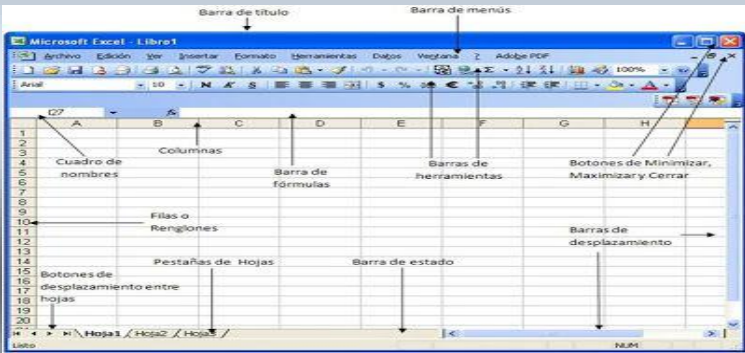 Barra de título
Barra de menús
Microsoft Excel - Libro1
Archivo Edición Ver Insertar Formato Herramientas Datos Ventana ? Adobe PDF
100%
Arial 10 N K S $ % €
I27 fx
A B C D E F G H
1
2
3
4
5
6
7
8
9
10
11
12
13
14
15
16
17
18
19
20
Cuadro de
nombres
Columnas
Barra de
fórmulas
Barras de
herramientas
Botones de Minimizar,
Maximizar y Cerrar
Filas o
Renglones
Barras de
desplazamiento
Pestañas de Hojas
Barra de estado
Botones de
desplazamiento entre
hojas
Hoja1 Hoja2 Hoja3
Listo NUM